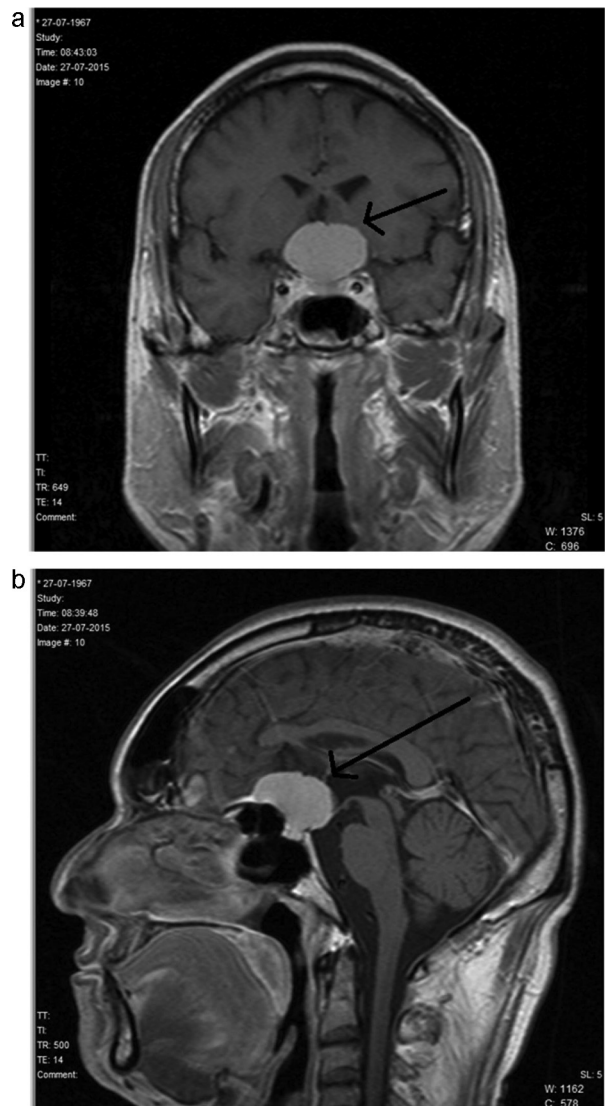 a
* 27-07-1967
Study:
Time: 08:43:03
Date: 27-07-2015
Image #: 10
TT:
TI:
TR: 649
TE: 14
Comment:
SL: 5
W: 1376
C: 696
b
* 27-07-1967
Study:
Time: 08:39:48
Date: 27-07-2015
Image #: 10
TT:
TI:
TR: 500
TE: 14
Comment:
SL: 5
W: 1162
C: 578